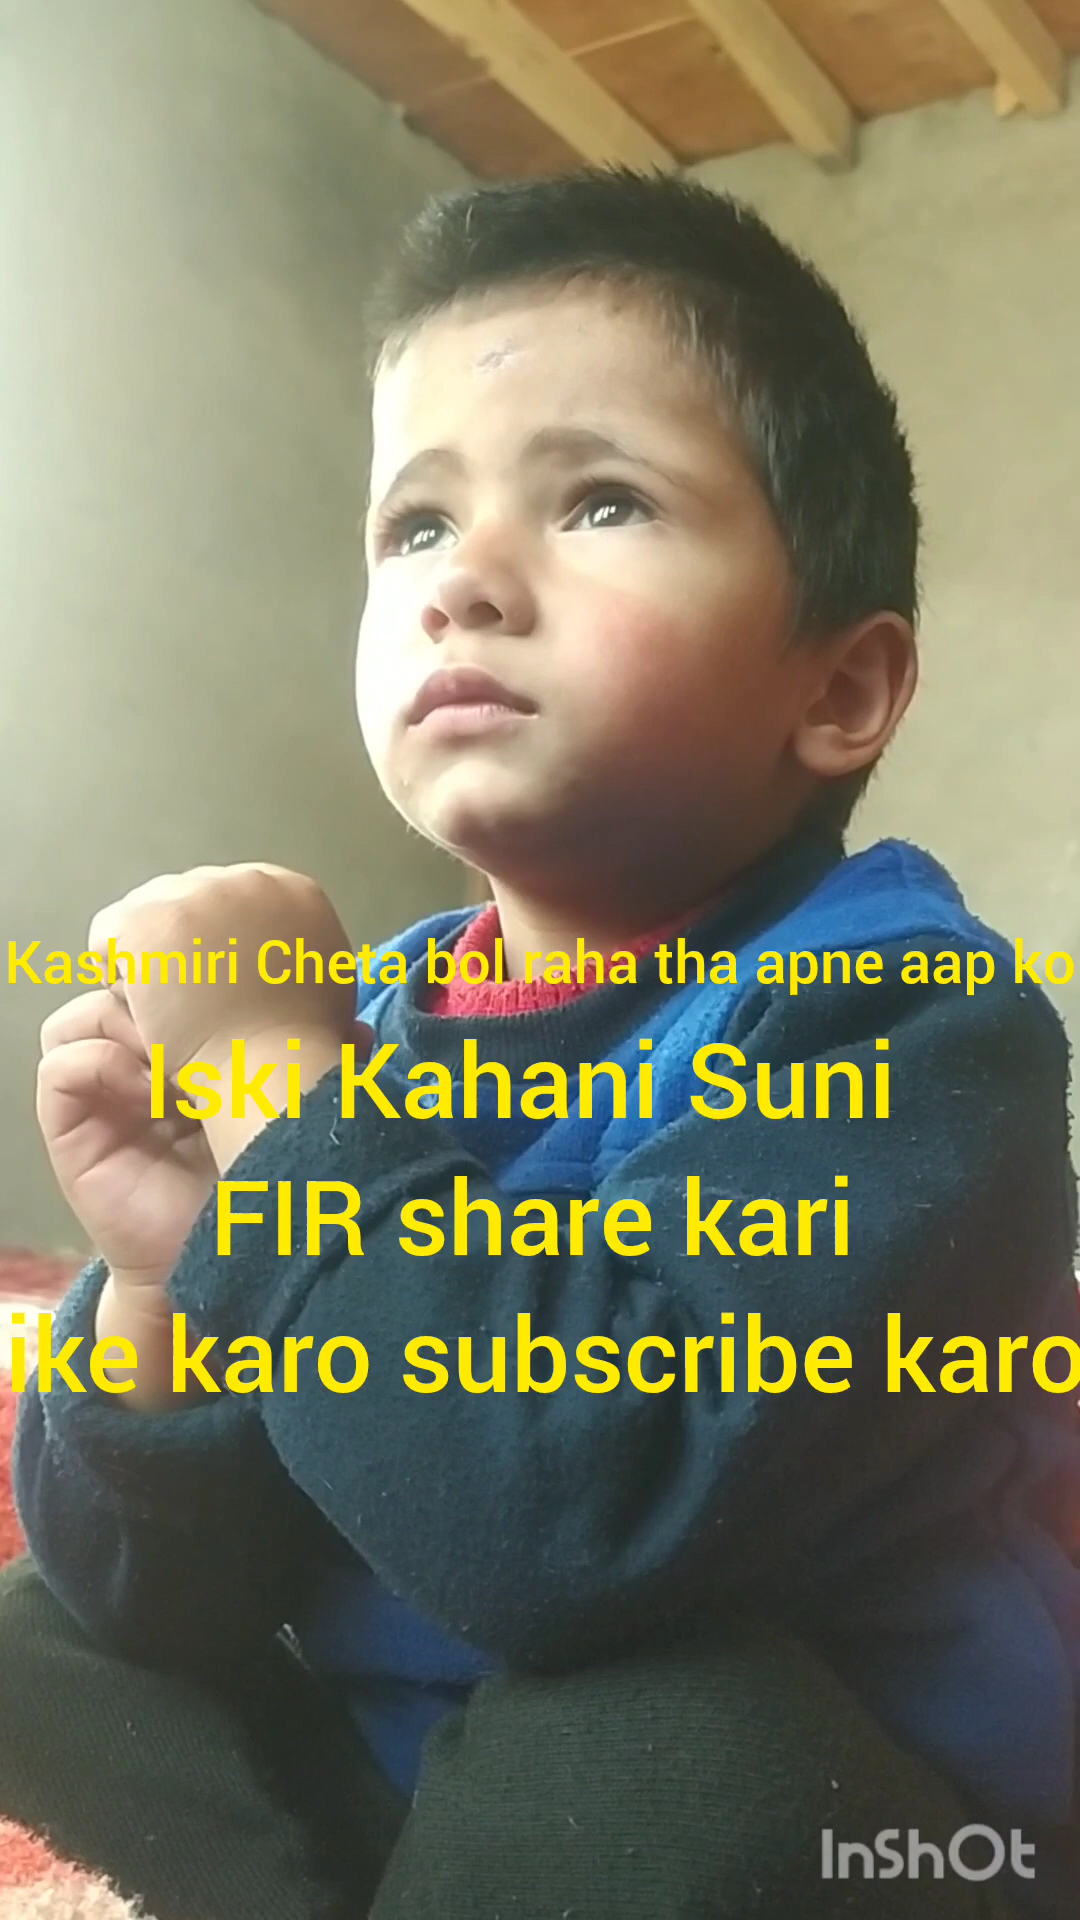 Kashmiri Cheta bol raha tha apne aap ko
Iski Kahani Suni
FIR share kari
ike karo subscribe karo
InShOt